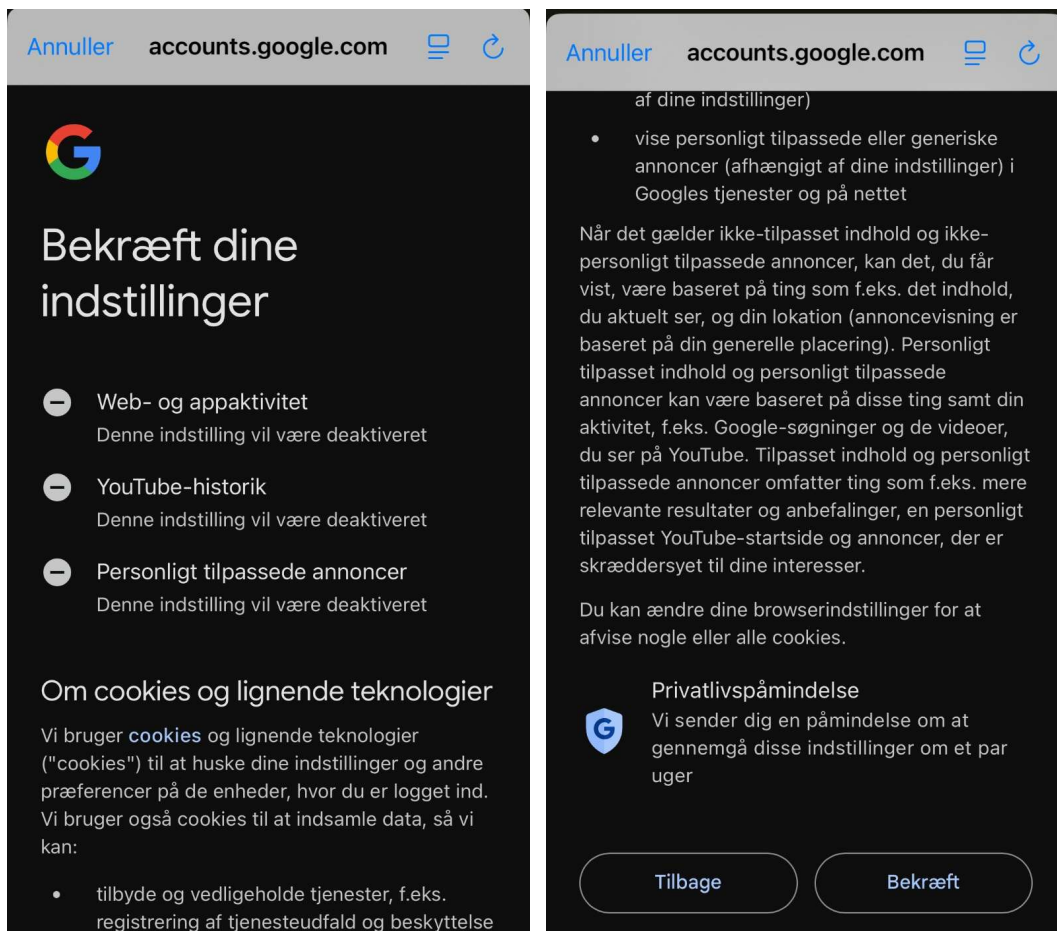 Annuller
accounts.google.com
Bekræft dine
indstillinger
Web- og appaktivitet
Denne indstilling vil være deaktiveret
YouTube-historik
Denne indstilling vil være deaktiveret
Personligt tilpassede annoncer
Denne indstilling vil være deaktiveret
Om cookies og lignende teknologier
Vi bruger cookies og lignende teknologier
("cookies") til at huske dine indstillinger og andre
præferencer på de enheder, hvor du er logget ind.
Vi bruger også cookies til at indsamle data, så vi
kan:
• tilbyde og vedligeholde tjenester, f.eks.
registrering af tjenesteudfald og beskyttelse
Annuller
accounts.google.com
af dine indstillinger)
• vise personligt tilpassede eller generiske
annoncer (afhængigt af dine indstillinger) i
Googles tjenester og på nettet
Når det gælder ikke-tilpasset indhold og ikke-
personligt tilpassede annoncer, kan det, du får
vist, være baseret på ting som f.eks. det indhold,
du aktuelt ser, og din lokation (annoncevisning er
baseret på din generelle placering). Personligt
tilpasset indhold og personligt tilpassede
annoncer kan være baseret på disse ting samt din
aktivitet, f.eks. Google-søgninger og de videoer,
du ser på YouTube. Tilpasset indhold og personligt
tilpassede annoncer omfatter ting som f.eks. mere
relevante resultater og anbefalinger, en personligt
tilpasset YouTube-startside og annoncer, der er
skræddersyet til dine interesser.
Du kan ændre dine browserindstillinger for at
afvise nogle eller alle cookies.
Privatlivspåmindelse
Vi sender dig en påmindelse om at
gennemgå disse indstillinger om et par
uger
Tilbage
Bekræft